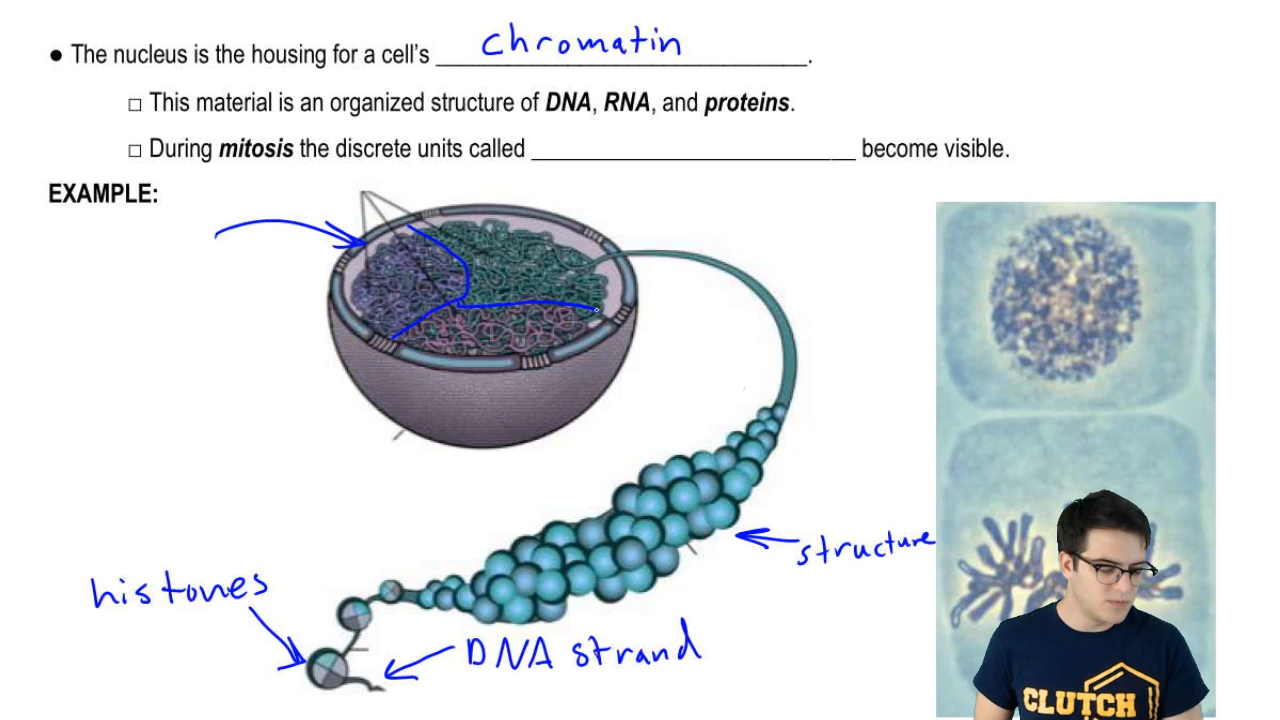 ● The nucleus is the housing for a cell's chromatin.
□ This material is an organized structure of DNA, RNA, and proteins.
□ During mitosis the discrete units called ______________________ become visible.
EXAMPLE:
structure
histones
DNA strand
CLUTCH